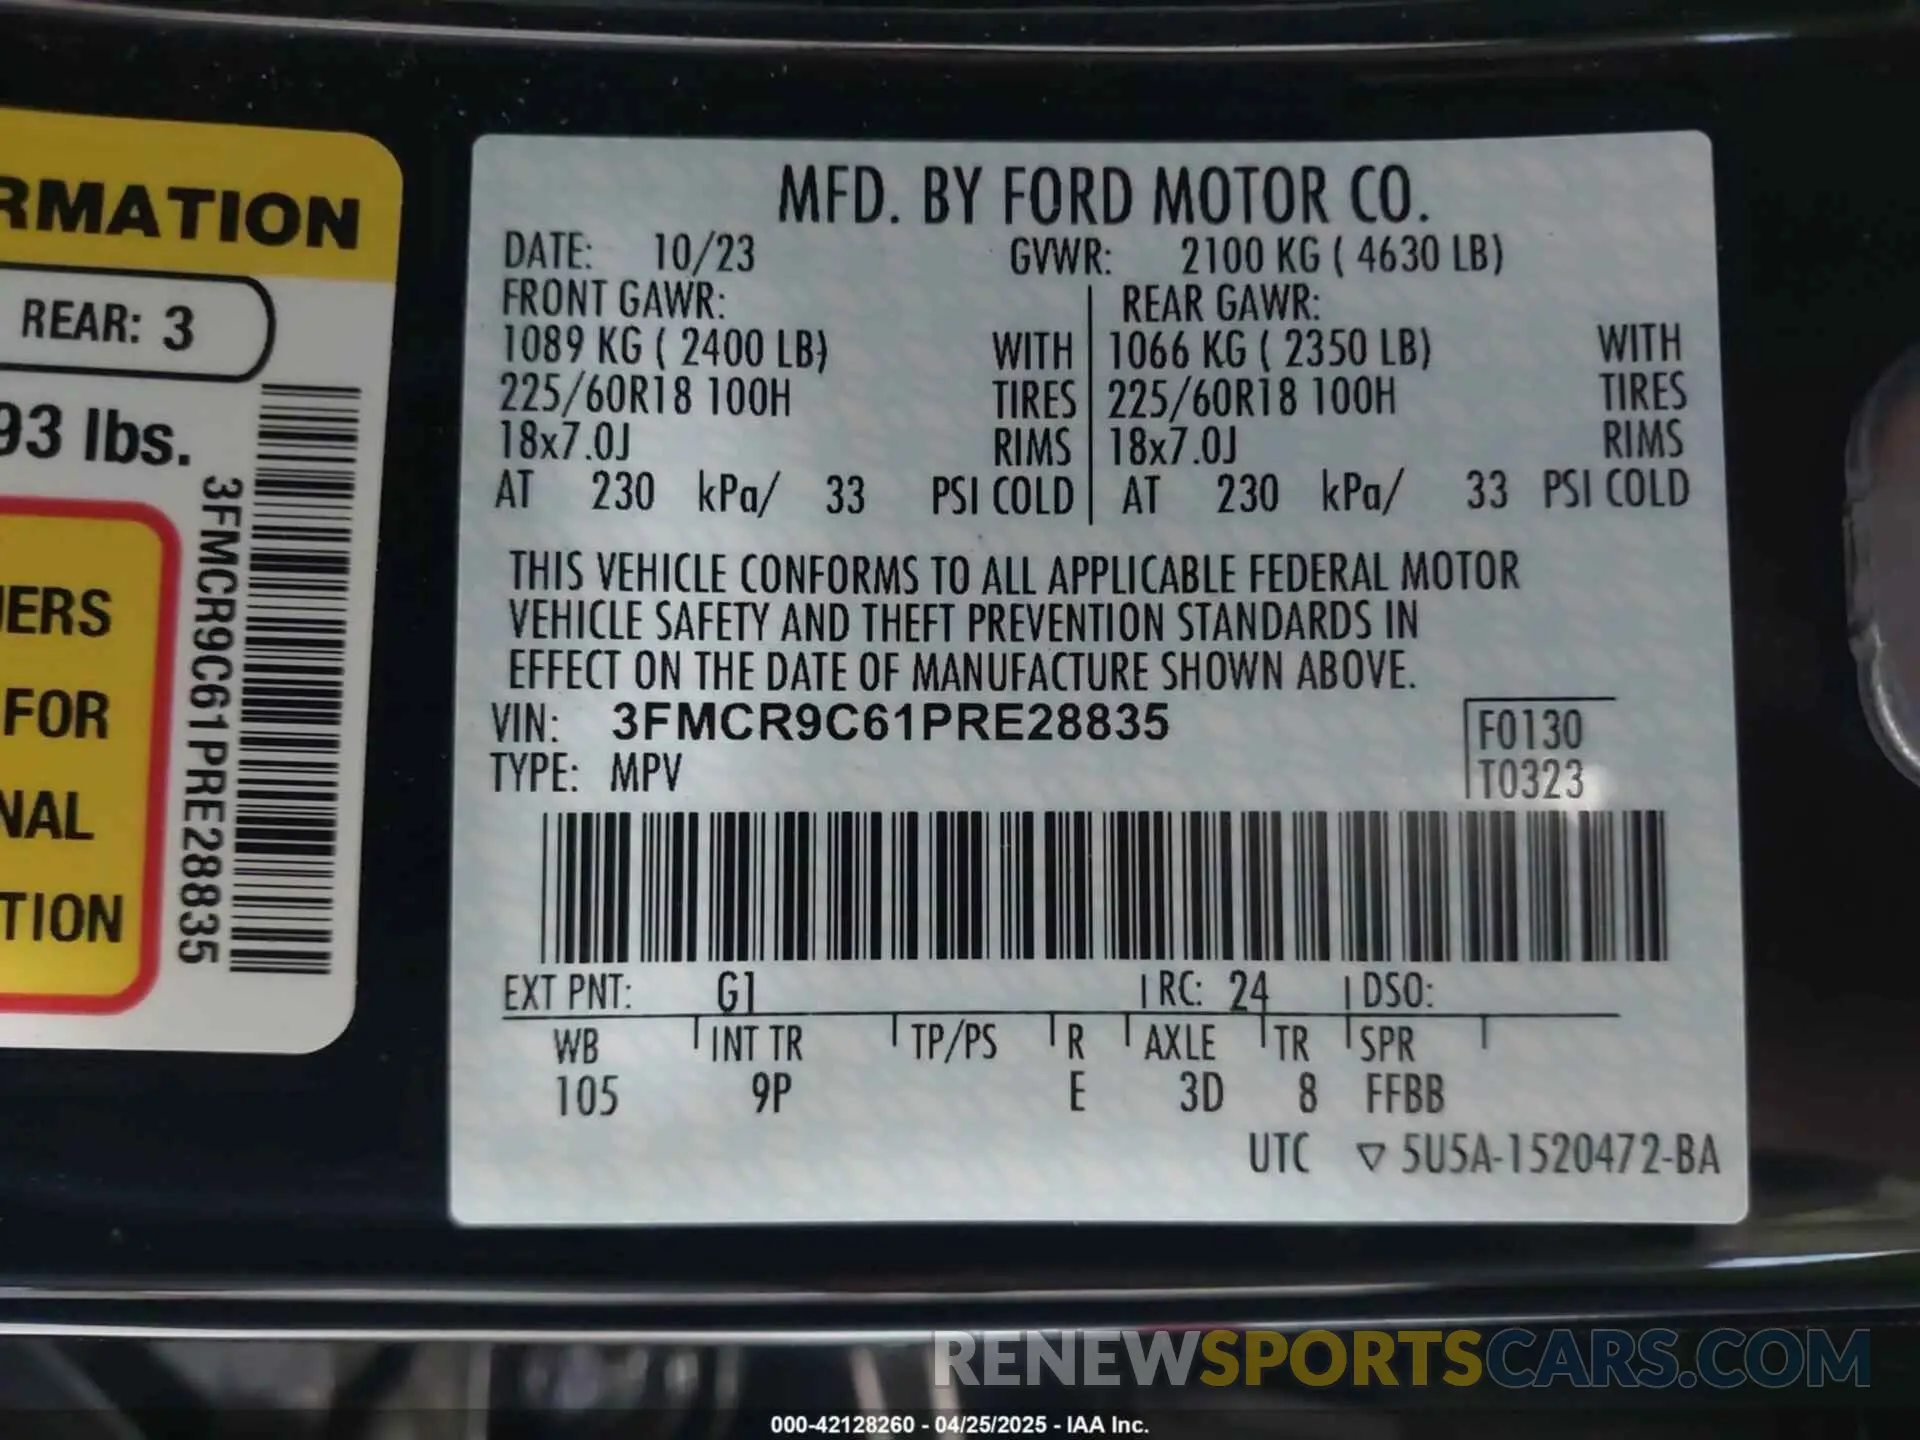 RMATION
REAR: 3
93 lbs.
3FMCR9C61PRE28835
FOR
NAL
TION
MFD. BY FORD MOTOR CO.
DATE: 10/23 GVWR: 2100 KG ( 4630 LB)
FRONT GAWR: REAR GAWR:
1089 KG ( 2400 LB) WITH 1066 KG ( 2350 LB) WITH
225/60R18 100H TIRES 225/60R18 100H TIRES
18x7.0J RIMS 18x7.0J RIMS
AT 230 kPa/ 33 PSI COLD AT 230 kPa/ 33 PSI COLD
THIS VEHICLE CONFORMS TO ALL APPLICABLE FEDERAL MOTOR
VEHICLE SAFETY AND THEFT PREVENTION STANDARDS IN
EFFECT ON THE DATE OF MANUFACTURE SHOWN ABOVE.
VIN: 3FMCR9C61PRE28835 F0130
TYPE: MPV T0323
EXT PNT: G1 RC: 24 DSO:
WB INT TR TP/PS R AXLE TR SPR
105 9P E 3D 8 FFBB
UTC ▽ 5U5A-1520472-BA
RENEWSPORTSCARS.COM
000-42128260 - 04/25/2025 - IAA Inc.